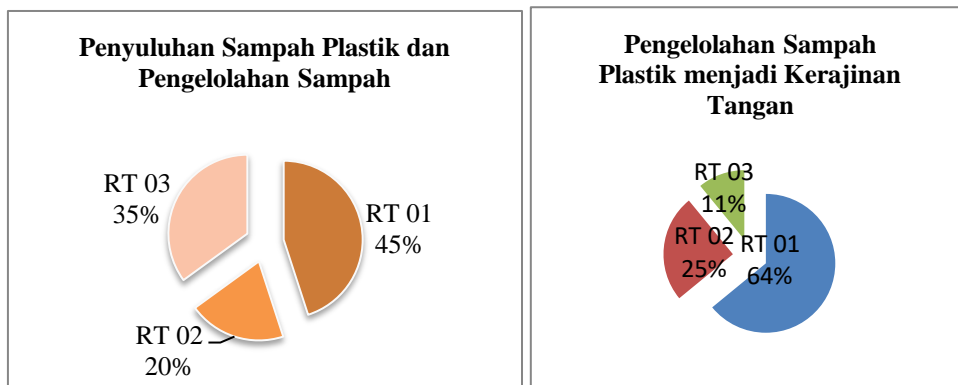 Penyuluhan Sampah Plastik dan
Pengelolahan Sampah
RT 03
35%
RT 01
45%
RT 02
20%
Pengelolahan Sampah
Plastik menjadi Kerajinan
Tangan
RT 03
11%
RT 02
25%
RT 01
64%